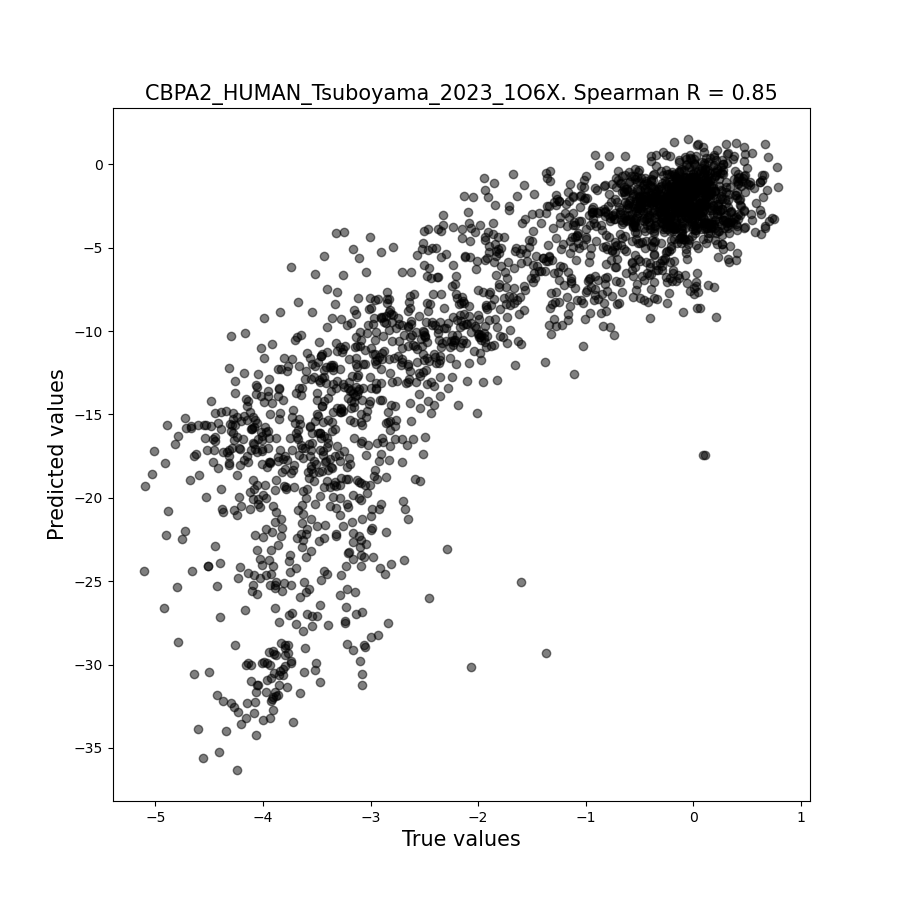 CBPA2_HUMAN_Tsuboyama_2023_1O6X. Spearman R = 0.85
0
−5
−10
−15
−20
−25
−30
−35
Predicted values
−5 −4 −3 −2 −1 0 1
True values